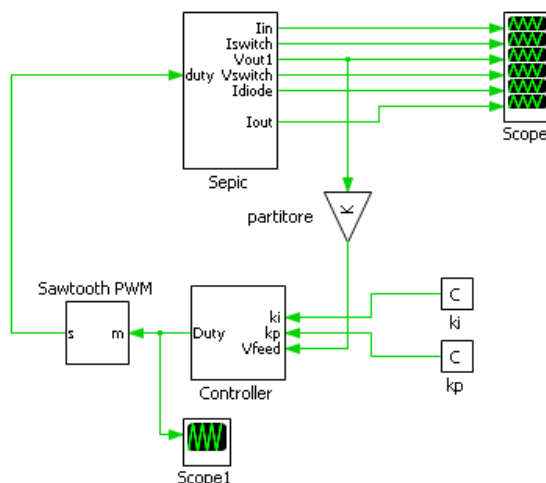 Iin
Iswitch
Vout1
duty Vswitch
Idiode
Iout
Scope
Sepic
K
partitore
Sawtooth PWM
s m
Duty
ki
kp
Vfeed
Controller
C
ki
C
kp
Scope1